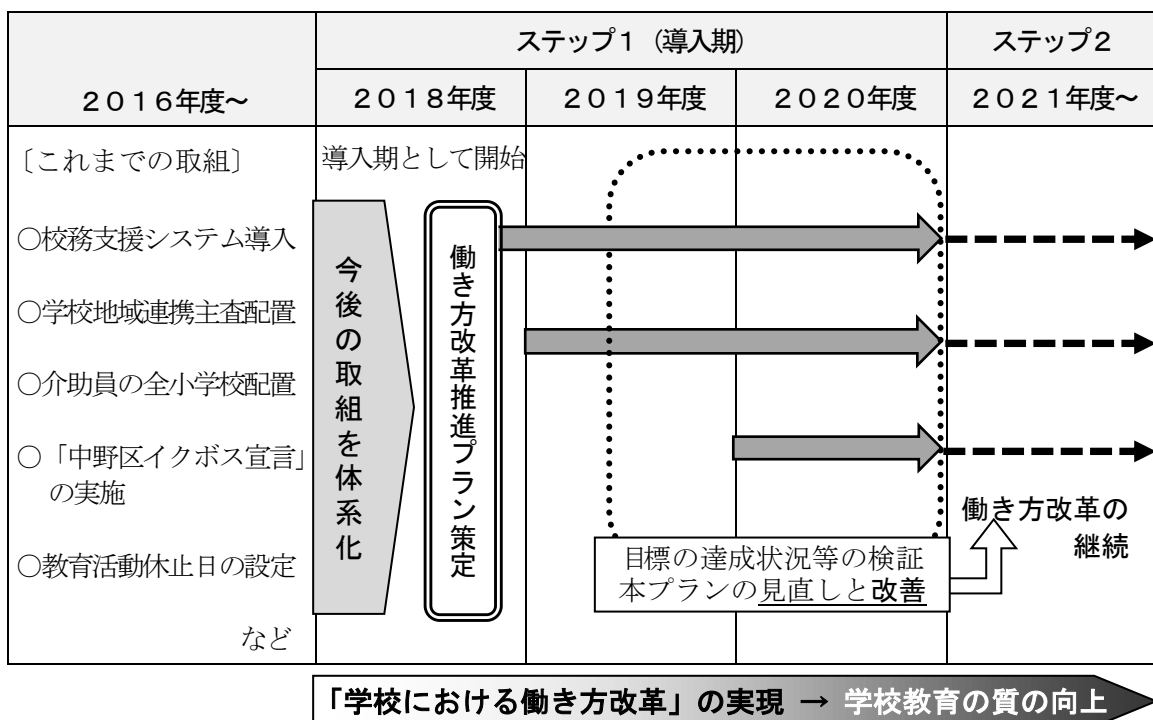 ステップ１（導入期）
ステップ２
２０１６年度～
２０１８年度
２０１９年度
２０２０年度
２０２１年度～
〔これまでの取組〕
○校務支援システム導入
○学校地域連携主査配置
○介助員の全小学校配置
○「中野区イクボス宣言」
の実施
○教育活動休止日の設定
など
導入期として開始
今後の取組を体系化
働き方改革推進プラン策定
目標の達成状況等の検証
本プランの見直しと改善
働き方改革の
継続
「学校における働き方改革」の実現 → 学校教育の質の向上